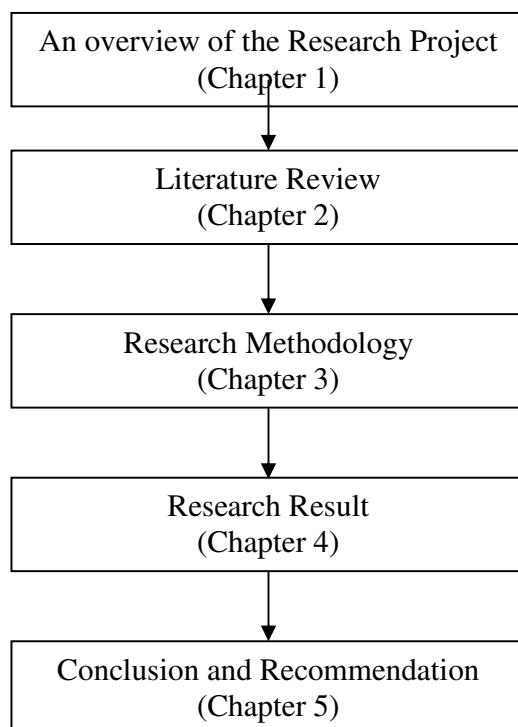 An overview of the Research Project
(Chapter 1)
Literature Review
(Chapter 2)
Research Methodology
(Chapter 3)
Research Result
(Chapter 4)
Conclusion and Recommendation
(Chapter 5)